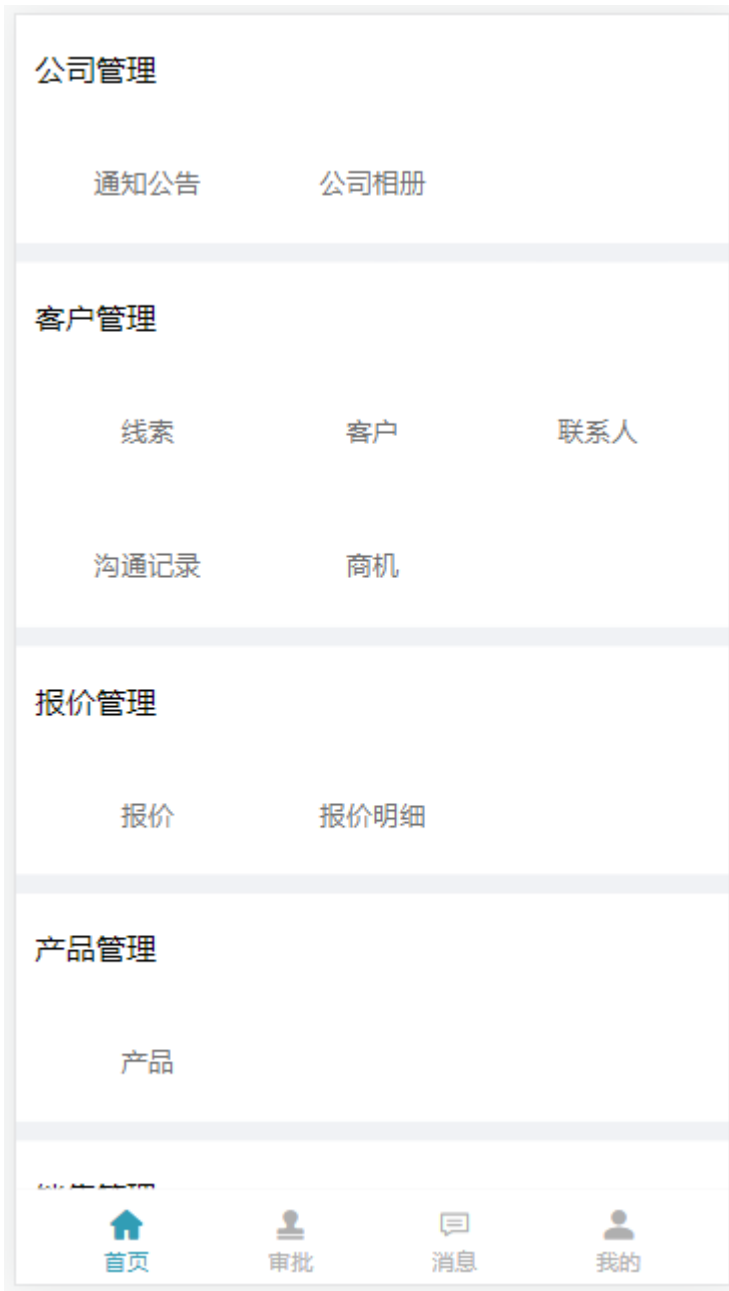 公司管理
通知公告 公司相册
客户管理
线索 客户 联系人
沟通记录 商机
报价管理
报价 报价明细
产品管理
产品
首页 审批 消息 我的